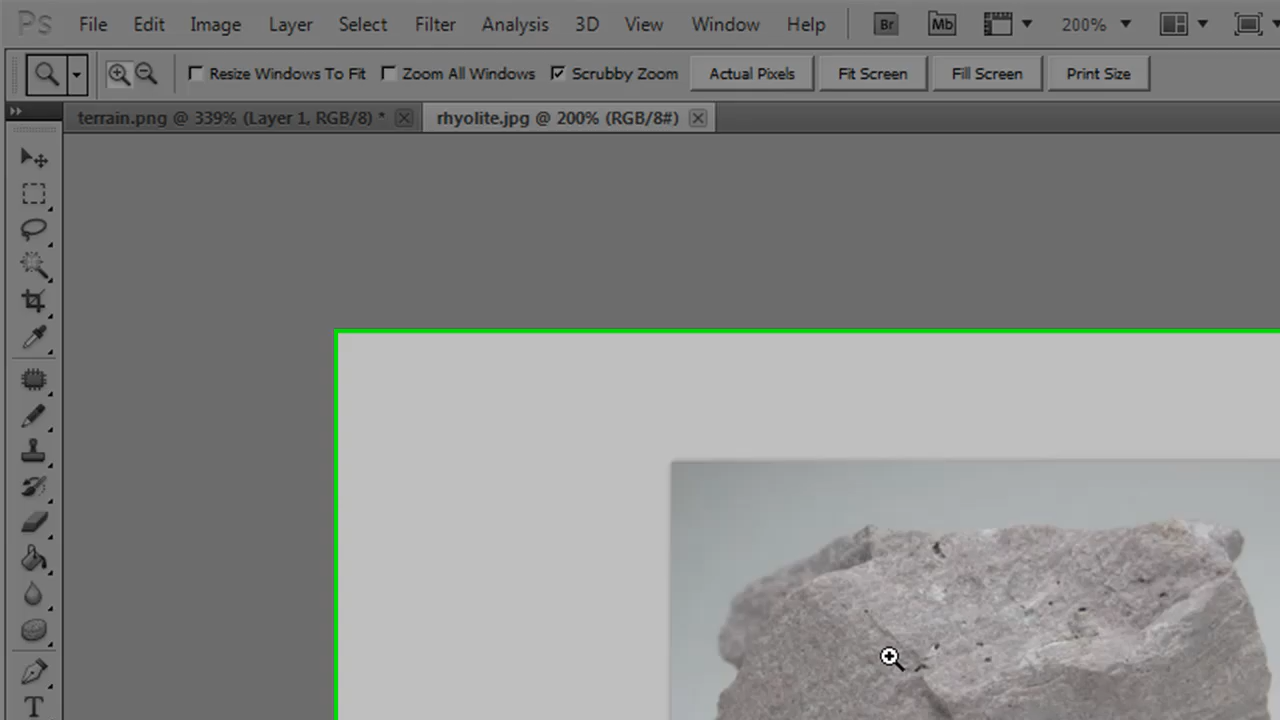 Ps File Edit Image Layer Select Filter Analysis 3D View Window Help Br Mb 200%
Resize Windows To Fit Zoom All Windows Scrubby Zoom Actual Pixels Fit Screen Fill Screen Print Size
terrain.png @ 339% (Layer 1, RGB/8) * rhyolite.jpg @ 200% (RGB/8#)
T